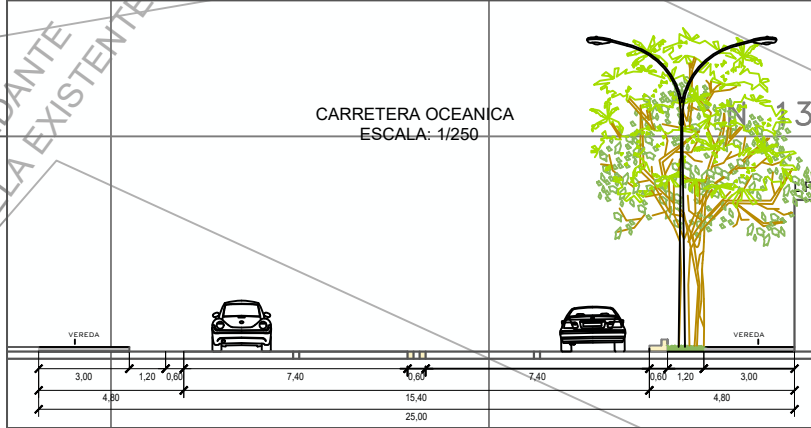 DANTE
LA EXISTENTE
CARRETERA OCEANICA
ESCALA: 1/250
N 13
VEREDA
VEREDA
3,00 1,20 0,60 7,40 0,60 7,40 0,60 1,20 3,00
4,80 15,40 4,80
25,00